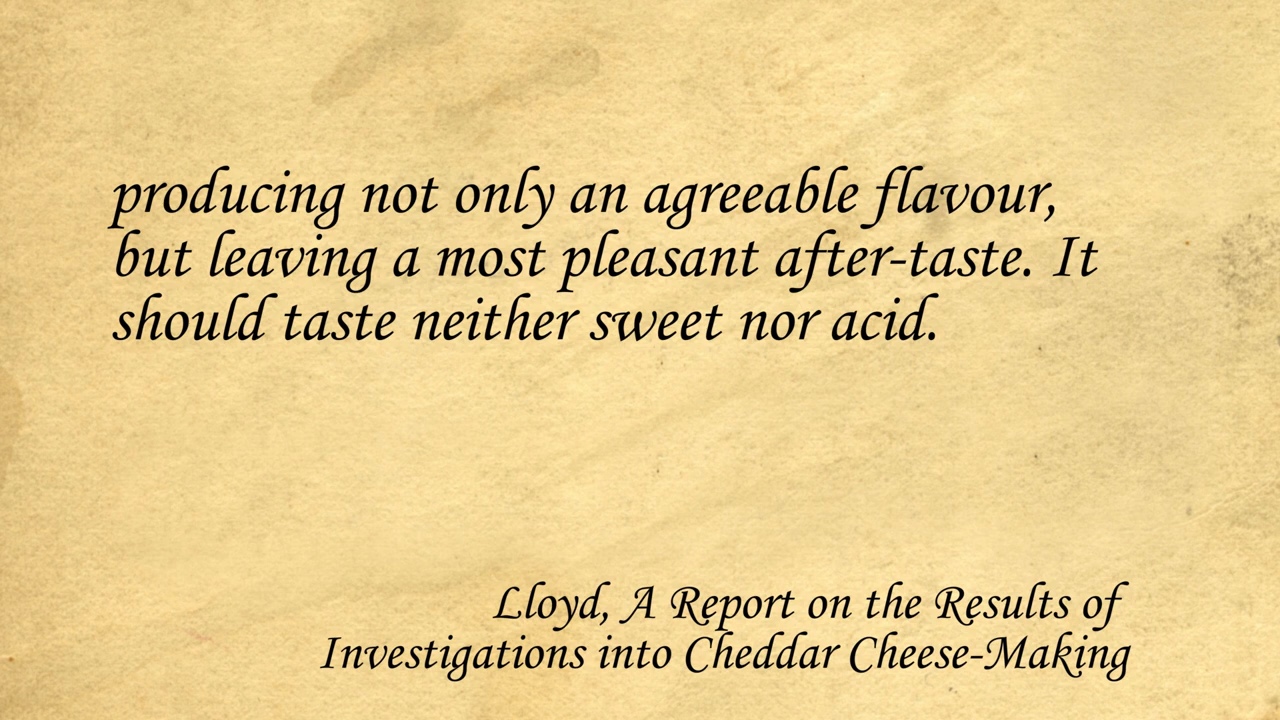 producing not only an agreeable flavour,
but leaving a most pleasant after-taste. It
should taste neither sweet nor acid.
Lloyd, A Report on the Results of
Investigations into Cheddar Cheese-Making